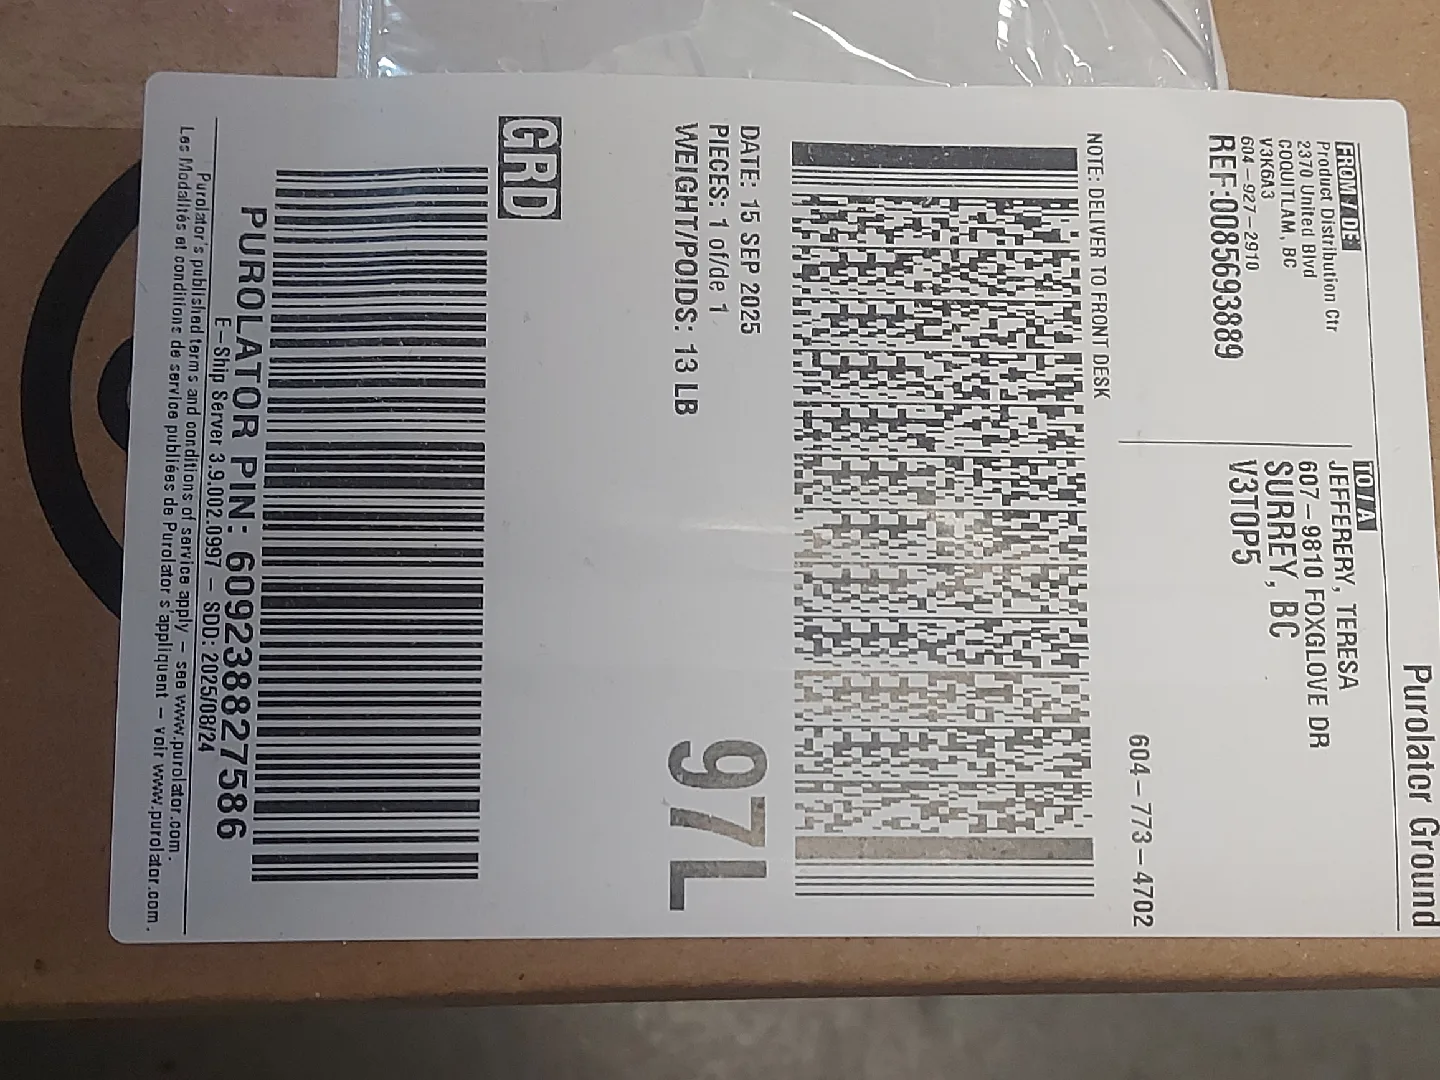 Purolator Ground
FROM / DE
Product Distribution Ctr
2370 United Blvd
COQUITLAM, BC
V3K6A3
604-927-2910
REF:0085693889
TO / A
JEFFERERY, TERESA
607-9810 FOXGLOVE DR
SURREY, BC
V3T0P5
604-773-4702
NOTE: DELIVER TO FRONT DESK
DATE: 15 SEP 2025
PIECES: 1 of/de 1
WEIGHT/POIDS: 13 LB
97L
GRD
PUROLATOR PIN: 609238827586
E-Ship Server 3.9.002.0997 - SDD: 2025/08/24
Purolator's published terms and conditions of service apply - see www.purolator.com.
Les Modalités et conditions de service publiées de Purolator s'appliquent - voir www.purolator.com.